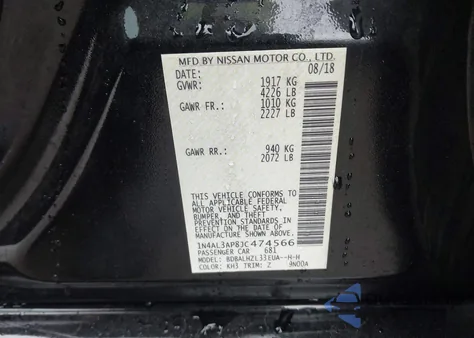 MFD BY NISSAN MOTOR CO., LTD.
DATE: 08/18
GVWR: 1917 KG
4226 LB
GAWR FR.: 1010 KG
2227 LB
GAWR RR.: 940 KG
2072 LB
THIS VEHICLE CONFORMS TO
ALL APPLICABLE FEDERAL
MOTOR VEHICLE SAFETY,
BUMPER, AND THEFT
PREVENTION STANDARDS IN
EFFECT ON THE DATE OF
MANUFACTURE SHOWN ABOVE.
1N4AL3AP8JC474566
PASSENGER CAR 681
MODEL: BDBALHZL33EUA--H-H
COLOR: KH3 TRIM: Z 9N00A